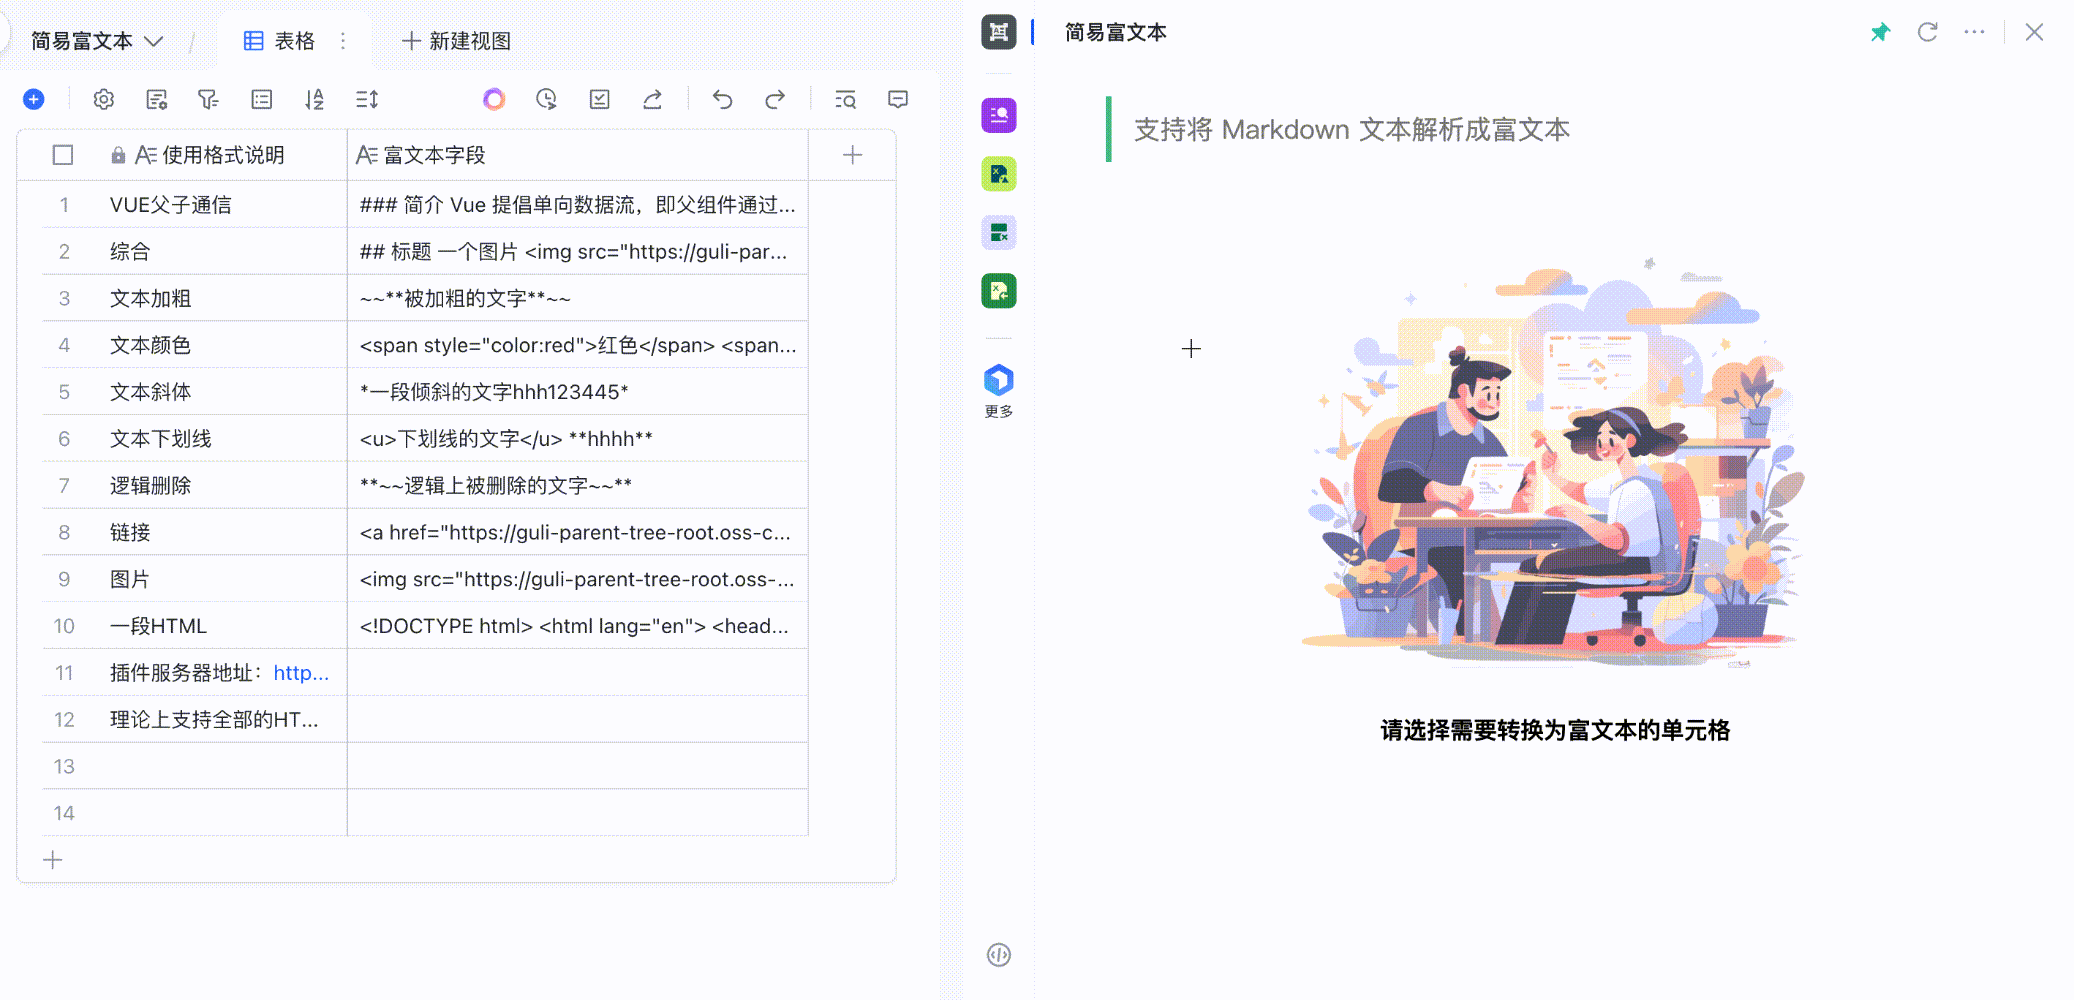 简易富文本
表格
新建视图
使用格式说明 富文本字段
1 VUE父子通信 ### 简介 Vue 提倡单向数据流，即父组件通过...
2 综合 ## 标题 一个图片 <img src="https://guli-par...
3 文本加粗 ~~**被加粗的文字**~~
4 文本颜色 <span style="color:red">红色</span> <span...
5 文本斜体 *一段倾斜的文字hhh123445*
6 文本下划线 <u>下划线的文字</u> **hhhh**
7 逻辑删除 **~~逻辑上被删除的文字~~**
8 链接 <a href="https://guli-parent-tree-root.oss-c...
9 图片 <img src="https://guli-parent-tree-root.oss-...
10 一段HTML <!DOCTYPE html> <html lang="en"> <head...
11 插件服务器地址：http...
12 理论上支持全部的HT...
13
14
更多
简易富文本
支持将 Markdown 文本解析成富文本
请选择需要转换为富文本的单元格